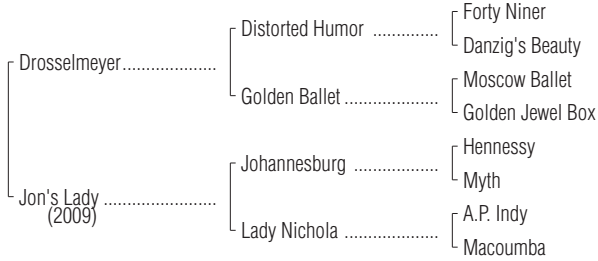 Forty Niner
Distorted Humor ..............
Danzig's Beauty
Drosselmeyer....................
Moscow Ballet
Golden Ballet ....................
Golden Jewel Box
Hennessy
Johannesburg ..................
Myth
Jon's Lady ........................
(2009)
A.P. Indy
Lady Nichola ....................
Macoumba